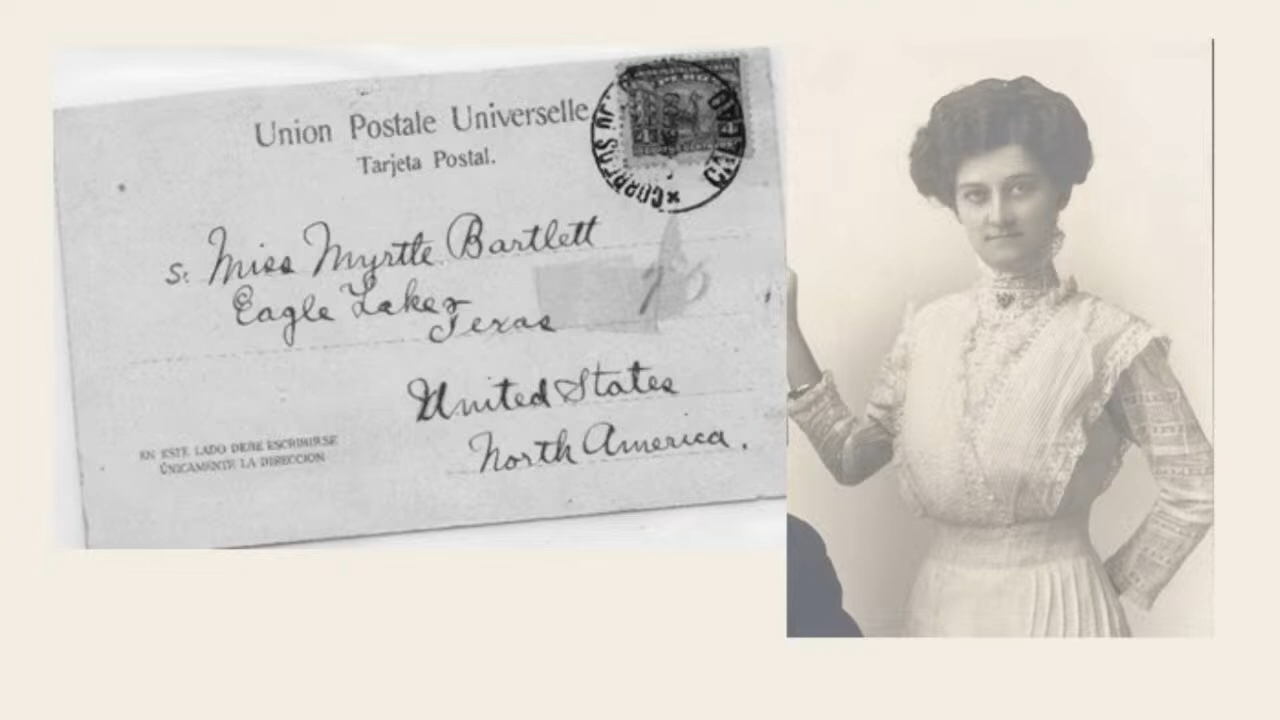 Union Postale Universelle
Tarjeta Postal.
S: Miss Myrtle Bartlett
Eagle Lake
Texas
United States
North America.
EN ESTE LADO DEBE ESCRIBIRSE
ÚNICAMENTE LA DIRECCION
CALLAO